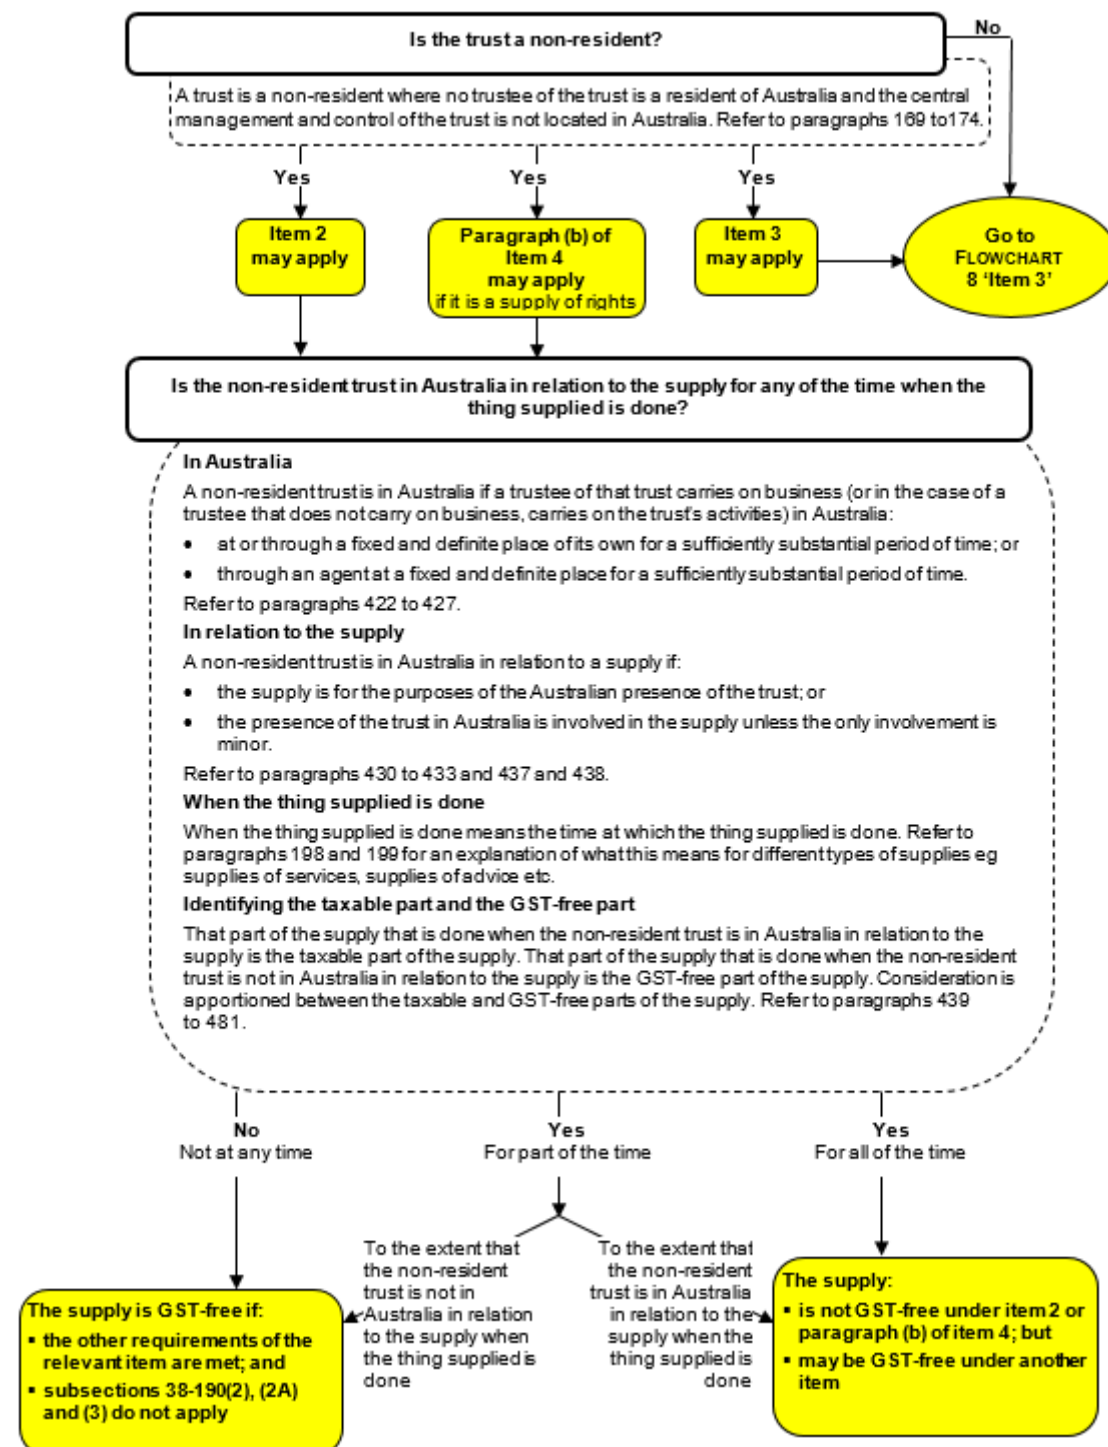 Is the trust a non-resident?
No
A trust is a non-resident where no trustee of the trust is a resident of Australia and the central
management and control of the trust is not located in Australia. Refer to paragraphs 169 to174.
Yes
Yes
Yes
Item 2
may apply
Paragraph (b) of
Item 4
may apply
if it is a supply of rights
Item 3
may apply
Go to
FLOWCHART
8 ‘Item 3’
Is the non-resident trust in Australia in relation to the supply for any of the time when the
thing supplied is done?
In Australia
A non-resident trust is in Australia if a trustee of that trust carries on business (or in the case of a
trustee that does not carry on business, carries on the trust's activities) in Australia:
• at or through a fixed and definite place of its own for a sufficiently substantial period of time; or
• through an agent at a fixed and definite place for a sufficiently substantial period of time.
Refer to paragraphs 422 to 427.
In relation to the supply
A non-resident trust is in Australia in relation to a supply if:
• the supply is for the purposes of the Australian presence of the trust; or
• the presence of the trust in Australia is involved in the supply unless the only involvement is
minor.
Refer to paragraphs 430 to 433 and 437 and 438.
When the thing supplied is done
When the thing supplied is done means the time at which the thing supplied is done. Refer to
paragraphs 198 and 199 for an explanation of what this means for different types of supplies eg
supplies of services, supplies of advice etc.
Identifying the taxable part and the GST-free part
That part of the supply that is done when the non-resident trust is in Australia in relation to the
supply is the taxable part of the supply. That part of the supply that is done when the non-resident
trust is not in Australia in relation to the supply is the GST-free part of the supply. Consideration is
apportioned between the taxable and GST-free parts of the supply. Refer to paragraphs 439
to 481.
No
Not at any time
Yes
For part of the time
Yes
For all of the time
To the extent that
the non-resident
trust is not in
Australia in relation
to the supply when
the thing supplied is
done
To the extent that
the non-resident
trust is in Australia
in relation to the
supply when the
thing supplied is
done
The supply is GST-free if:
▪ the other requirements of the
relevant item are met; and
▪ subsections 38-190(2), (2A)
and (3) do not apply
The supply:
▪ is not GST-free under item 2 or
paragraph (b) of item 4; but
▪ may be GST-free under another
item